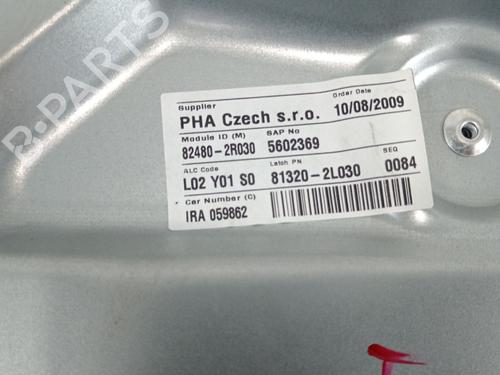 Supplier
Order Date
PHA Czech s.r.o. 10/08/2009
Module ID (M) SAP No
82480-2R030 5602369
ALC Code Latch PN SEQ
L02 Y01 S0 81320-2L030 0084
Car Number (C)
IRA 059862
R-PARTS